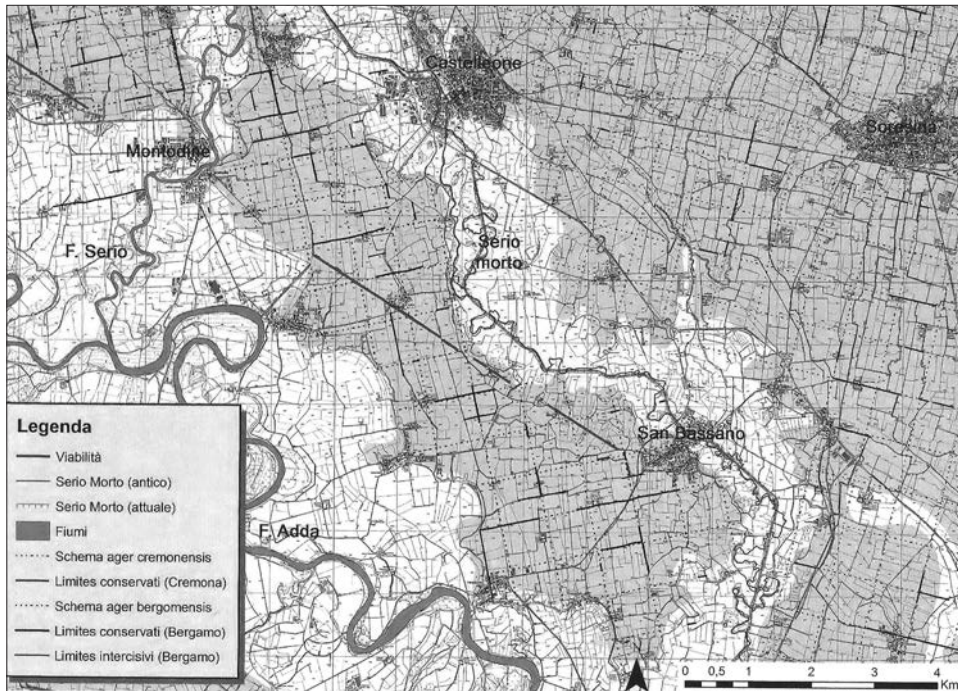 Castelleone
Soresina
Montodine
F. Serio
Serio
morto
San Bassano
F. Adda
Legenda
Viabilità
Serio Morto (antico)
Serio Morto (attuale)
Fiumi
Schema ager cremonensis
Limites conservati (Cremona)
Schema ager bergomensis
Limites conservati (Bergamo)
Limites intercisivi (Bergamo)
0 0,5 1 2 3 4
Km